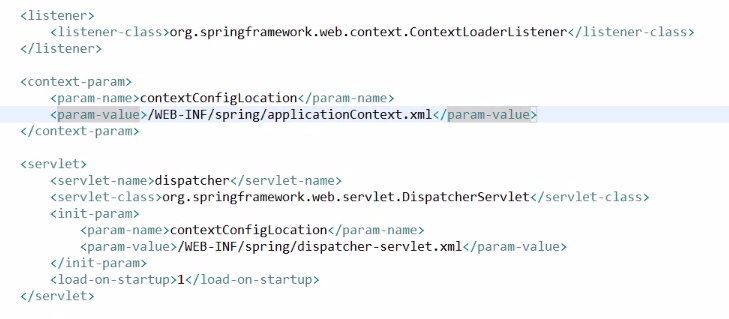 <listener>
<listener-class>org.springframework.web.context.ContextLoaderListener</listener-class>
</listener>
<context-param>
<param-name>contextConfigLocation</param-name>
<param-value>/WEB-INF/spring/applicationContext.xml</param-value>
</context-param>
<servlet>
<servlet-name>dispatcher</servlet-name>
<servlet-class>org.springframework.web.servlet.DispatcherServlet</servlet-class>
<init-param>
<param-name>contextConfigLocation</param-name>
<param-value>/WEB-INF/spring/dispatcher-servlet.xml</param-value>
</init-param>
<load-on-startup>1</load-on-startup>
</servlet>